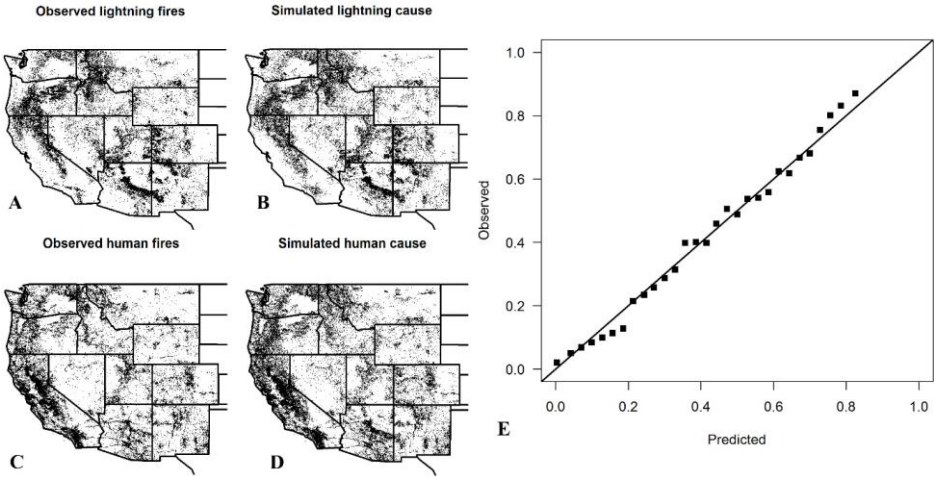 Observed lightning fires
Simulated lightning cause
A
B
Observed human fires
Simulated human cause
C
D
1.0
0.8
0.6
0.4
0.2
0.0
Observed
0.0 0.2 0.4 0.6 0.8 1.0
Predicted
E